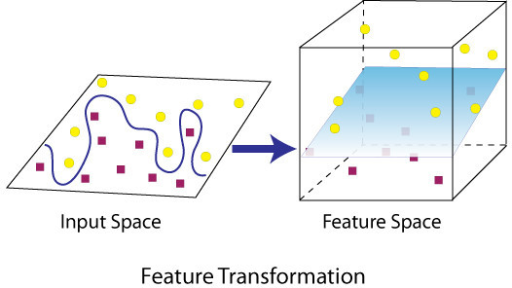 Input Space
Feature Space
Feature Transformation